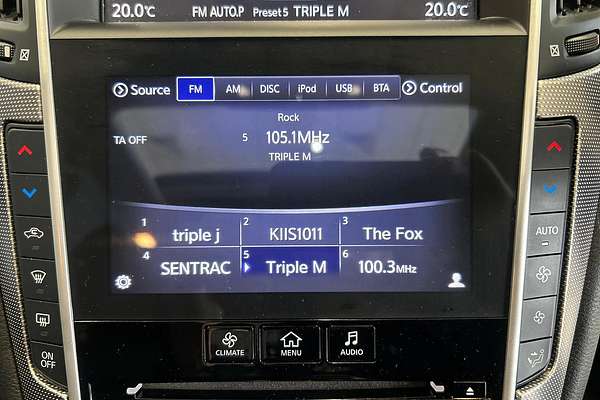 20.0°C FM AUTO.P Preset 5 TRIPLE M 20.0°C
Source FM AM DISC iPod USB BTA Control
Rock
TA OFF 5 105.1MHz
TRIPLE M
1 triple j 2 KIIS1011 3 The Fox
4 SENTRAC 5 Triple M 6 100.3MHz
AUTO
ON
OFF
CLIMATE MENU AUDIO